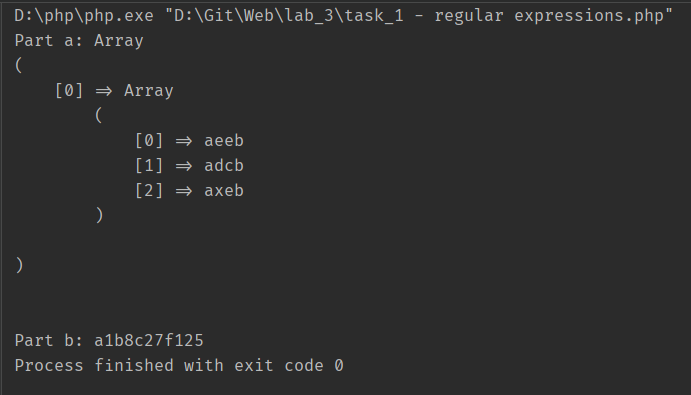 D:\php\php.exe "D:\Git\Web\lab_3\task_1 - regular expressions.php"
Part a: Array
(
    [0] => Array
        (
            [0] => aeeb
            [1] => adcb
            [2] => axeb
        )
)
Part b: a1b8c27f125
Process finished with exit code 0